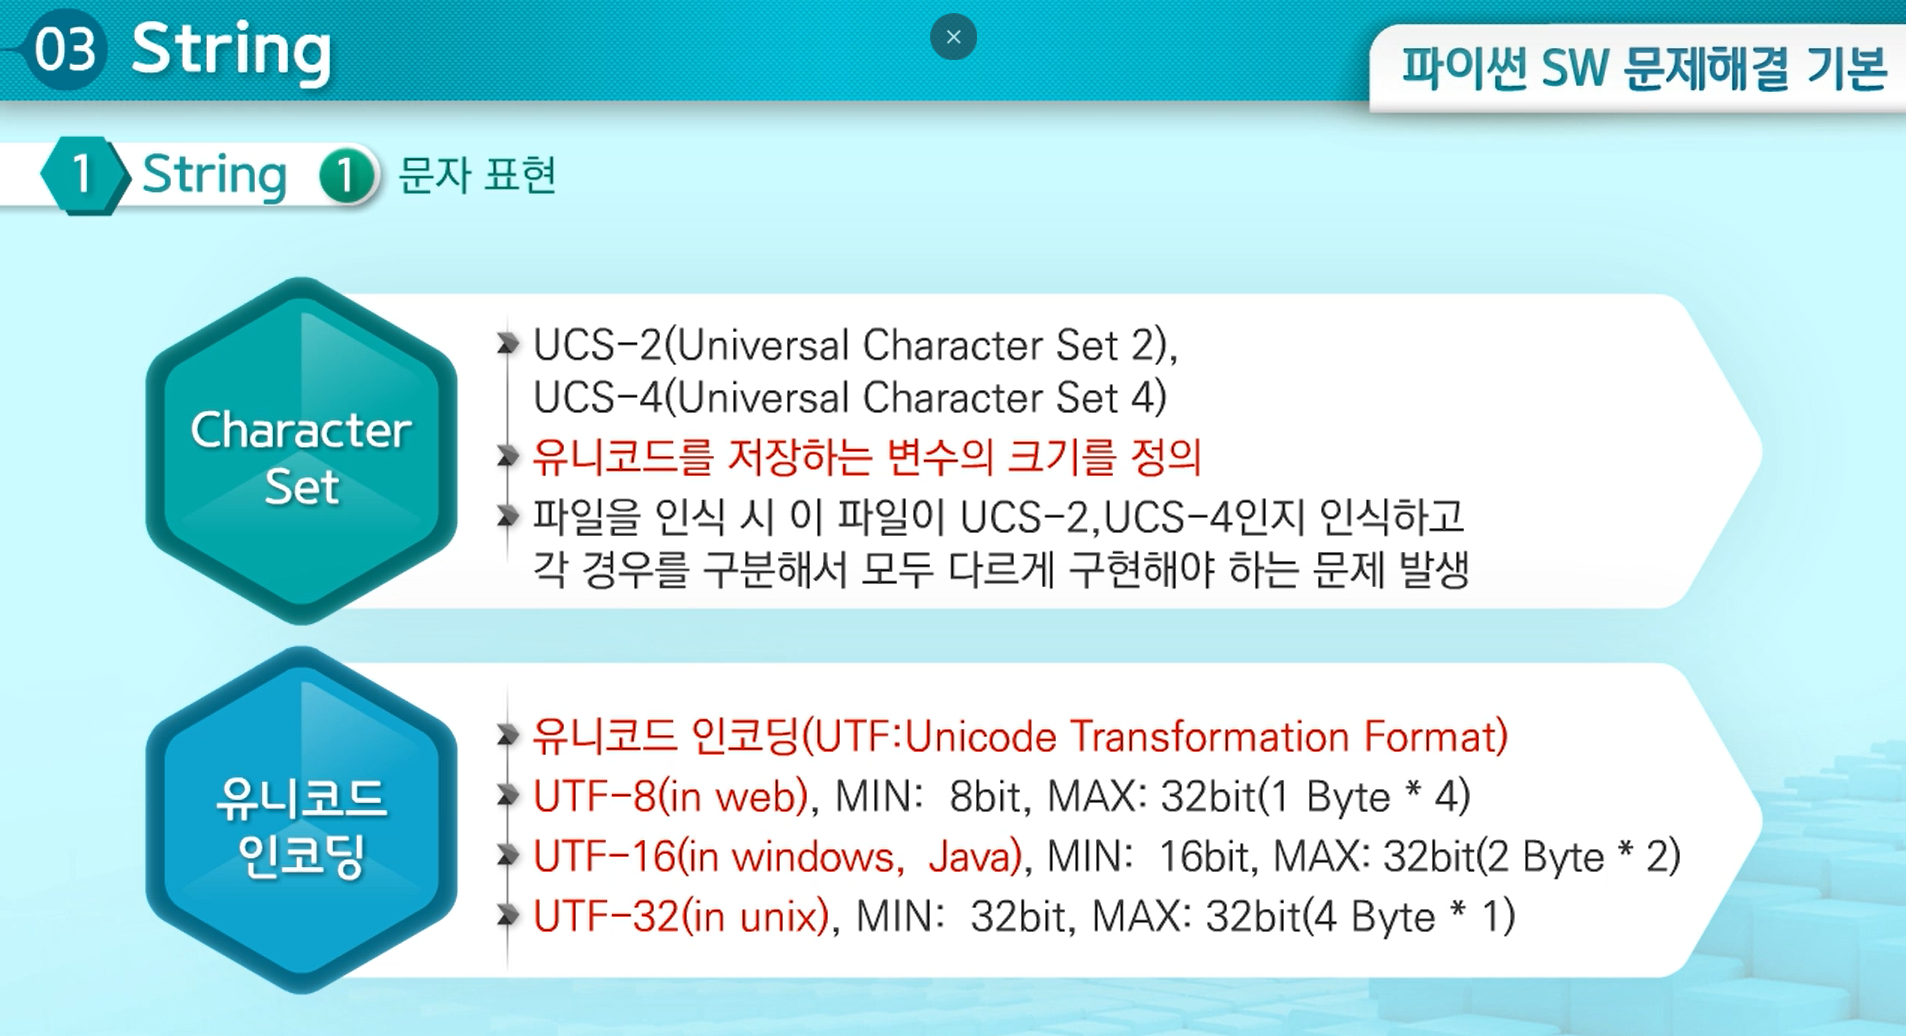 03 String
파이썬 SW 문제해결 기본
1 String 1 문자 표현
Character
Set
UCS-2(Universal Character Set 2),
UCS-4(Universal Character Set 4)
유니코드를 저장하는 변수의 크기를 정의
파일을 인식 시 이 파일이 UCS-2,UCS-4인지 인식하고
각 경우를 구분해서 모두 다르게 구현해야 하는 문제 발생
유니코드
인코딩
유니코드 인코딩(UTF:Unicode Transformation Format)
UTF-8(in web), MIN: 8bit, MAX: 32bit(1 Byte * 4)
UTF-16(in windows, Java), MIN: 16bit, MAX: 32bit(2 Byte * 2)
UTF-32(in unix), MIN: 32bit, MAX: 32bit(4 Byte * 1)